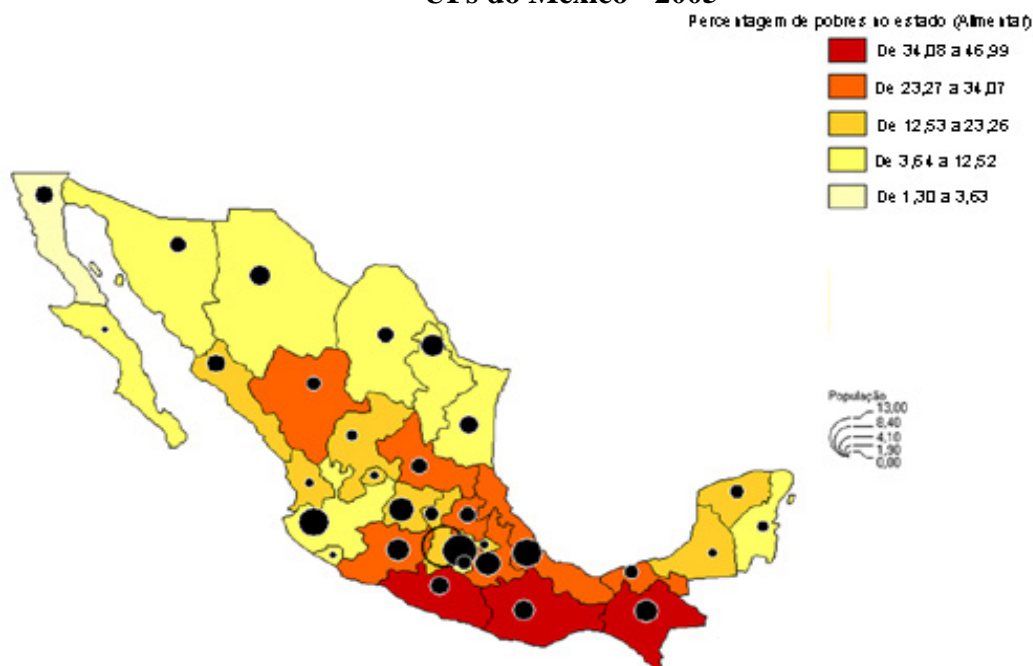 UFs do México - 2005
Percentagem de pobres no estado (Alimentar)
De 34,08 a 46,99
De 23,27 a 34,07
De 12,53 a 23,26
De 3,64 a 12,52
De 1,30 a 3,63
População
13,00
8,40
4,10
1,90
0,00